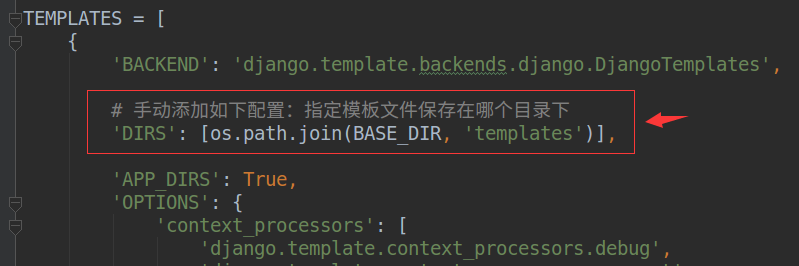 TEMPLATES = [
{
'BACKEND': 'django.template.backends.django.DjangoTemplates',
# 手动添加如下配置：指定模板文件保存在哪个目录下
'DIRS': [os.path.join(BASE_DIR, 'templates')],
'APP_DIRS': True,
'OPTIONS': {
'context_processors': [
'django.template.context_processors.debug',